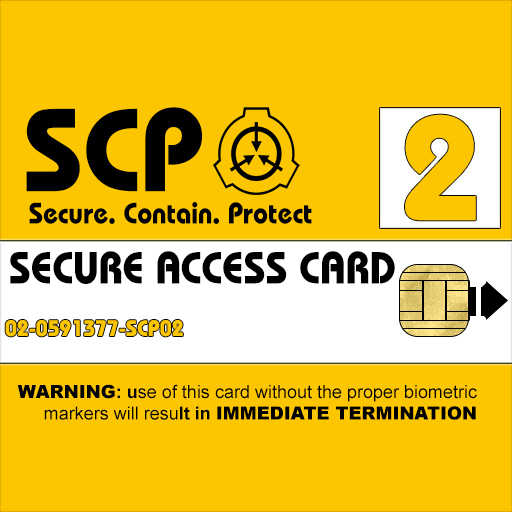 SCP
2
Secure. Contain. Protect
SECURE ACCESS CARD
02-0591377-SCP02
WARNING: use of this card without the proper biometric
markers will result in IMMEDIATE TERMINATION